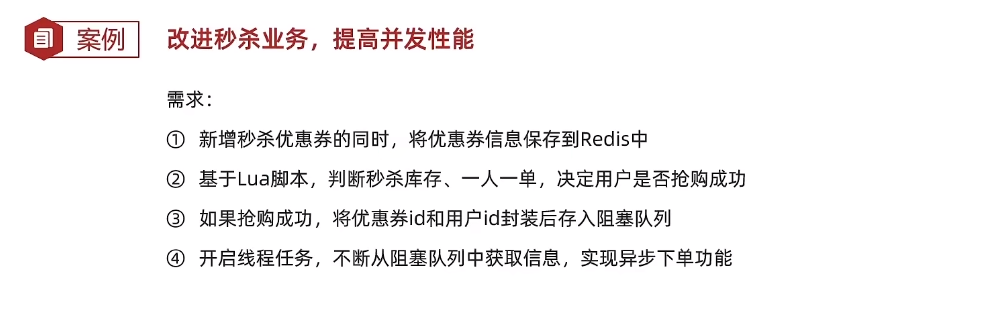 案例 改进秒杀业务，提高并发性能
需求：
① 新增秒杀优惠券的同时，将优惠券信息保存到Redis中
② 基于Lua脚本，判断秒杀库存、一人一单，决定用户是否抢购成功
③ 如果抢购成功，将优惠券id和用户id封装后存入阻塞队列
④ 开启线程任务，不断从阻塞队列中获取信息，实现异步下单功能